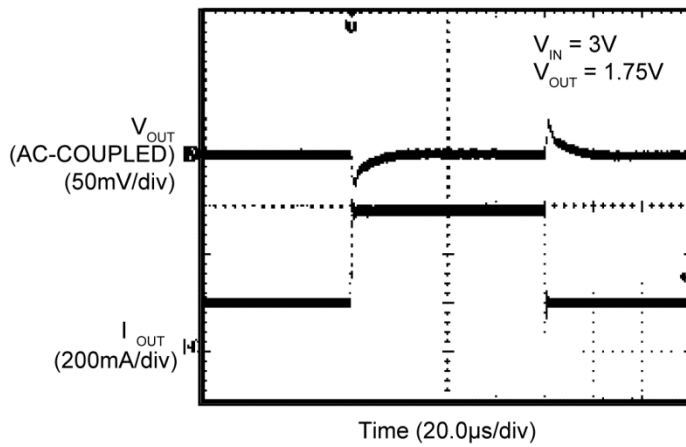 V_IN = 3V
V_OUT = 1.75V
V_OUT
(AC-COUPLED)
(50mV/div)
I_OUT
(200mA/div)
Time (20.0µs/div)